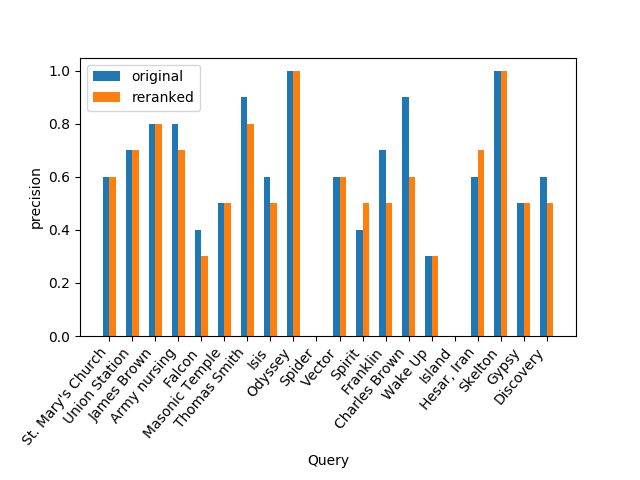 original
reranked
precision
1.0
0.8
0.6
0.4
0.2
0.0
St. Mary's Church
Union Station
James Brown
Army nursing
Falcon
Masonic Temple
Thomas Smith
Isis
Odyssey
Spider
Vector
Spirit
Franklin
Charles Brown
Wake Up
Island
Hesar, Iran
Skelton
Gypsy
Discovery
Query